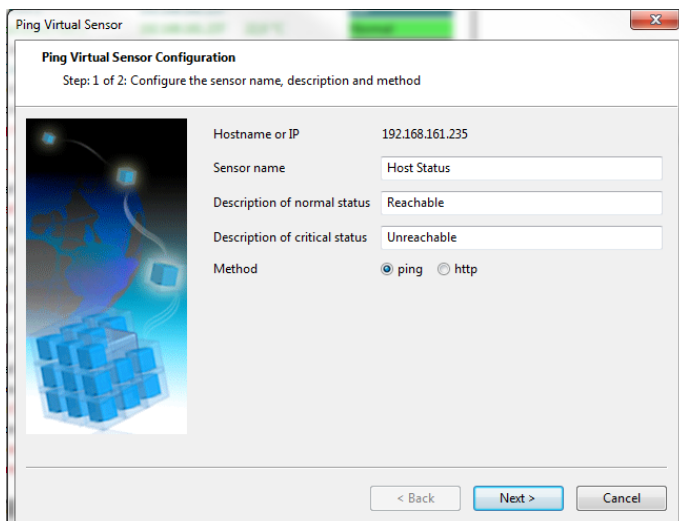 Ping Virtual Sensor
Ping Virtual Sensor Configuration
Step: 1 of 2: Configure the sensor name, description and method
Hostname or IP 192.168.161.235
Sensor name Host Status
Description of normal status Reachable
Description of critical status Unreachable
Method ping http
< Back Next > Cancel